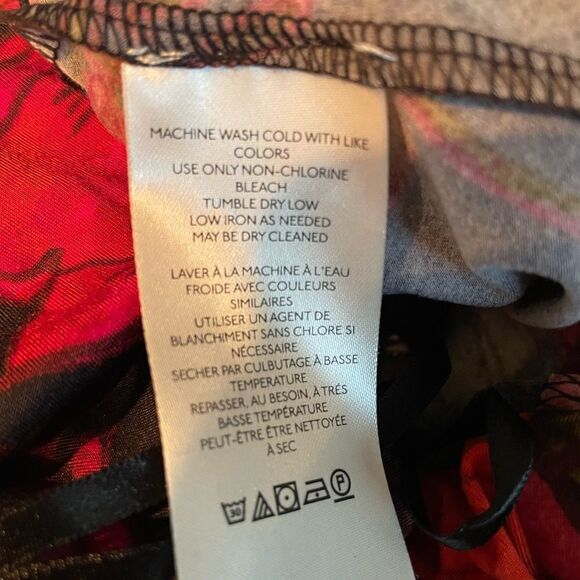 MACHINE WASH COLD WITH LIKE
COLORS
USE ONLY NON-CHLORINE
BLEACH
TUMBLE DRY LOW
LOW IRON AS NEEDED
MAY BE DRY CLEANED
LAVER À LA MACHINE À L'EAU
FROIDE AVEC COULEURS
SIMILAIRES
UTILISER UN AGENT DE
BLANCHIMENT SANS CHLORE SI
NÉCESSAIRE
SECHER PAR CULBUTAGE À BASSE
TEMPERATURE
REPASSER, AU BESOIN, À TRÉS
BASSE TEMPÉRATURE
PEUT-ÊTRE ÊTRE NETTOYÉE
À SEC
30 P